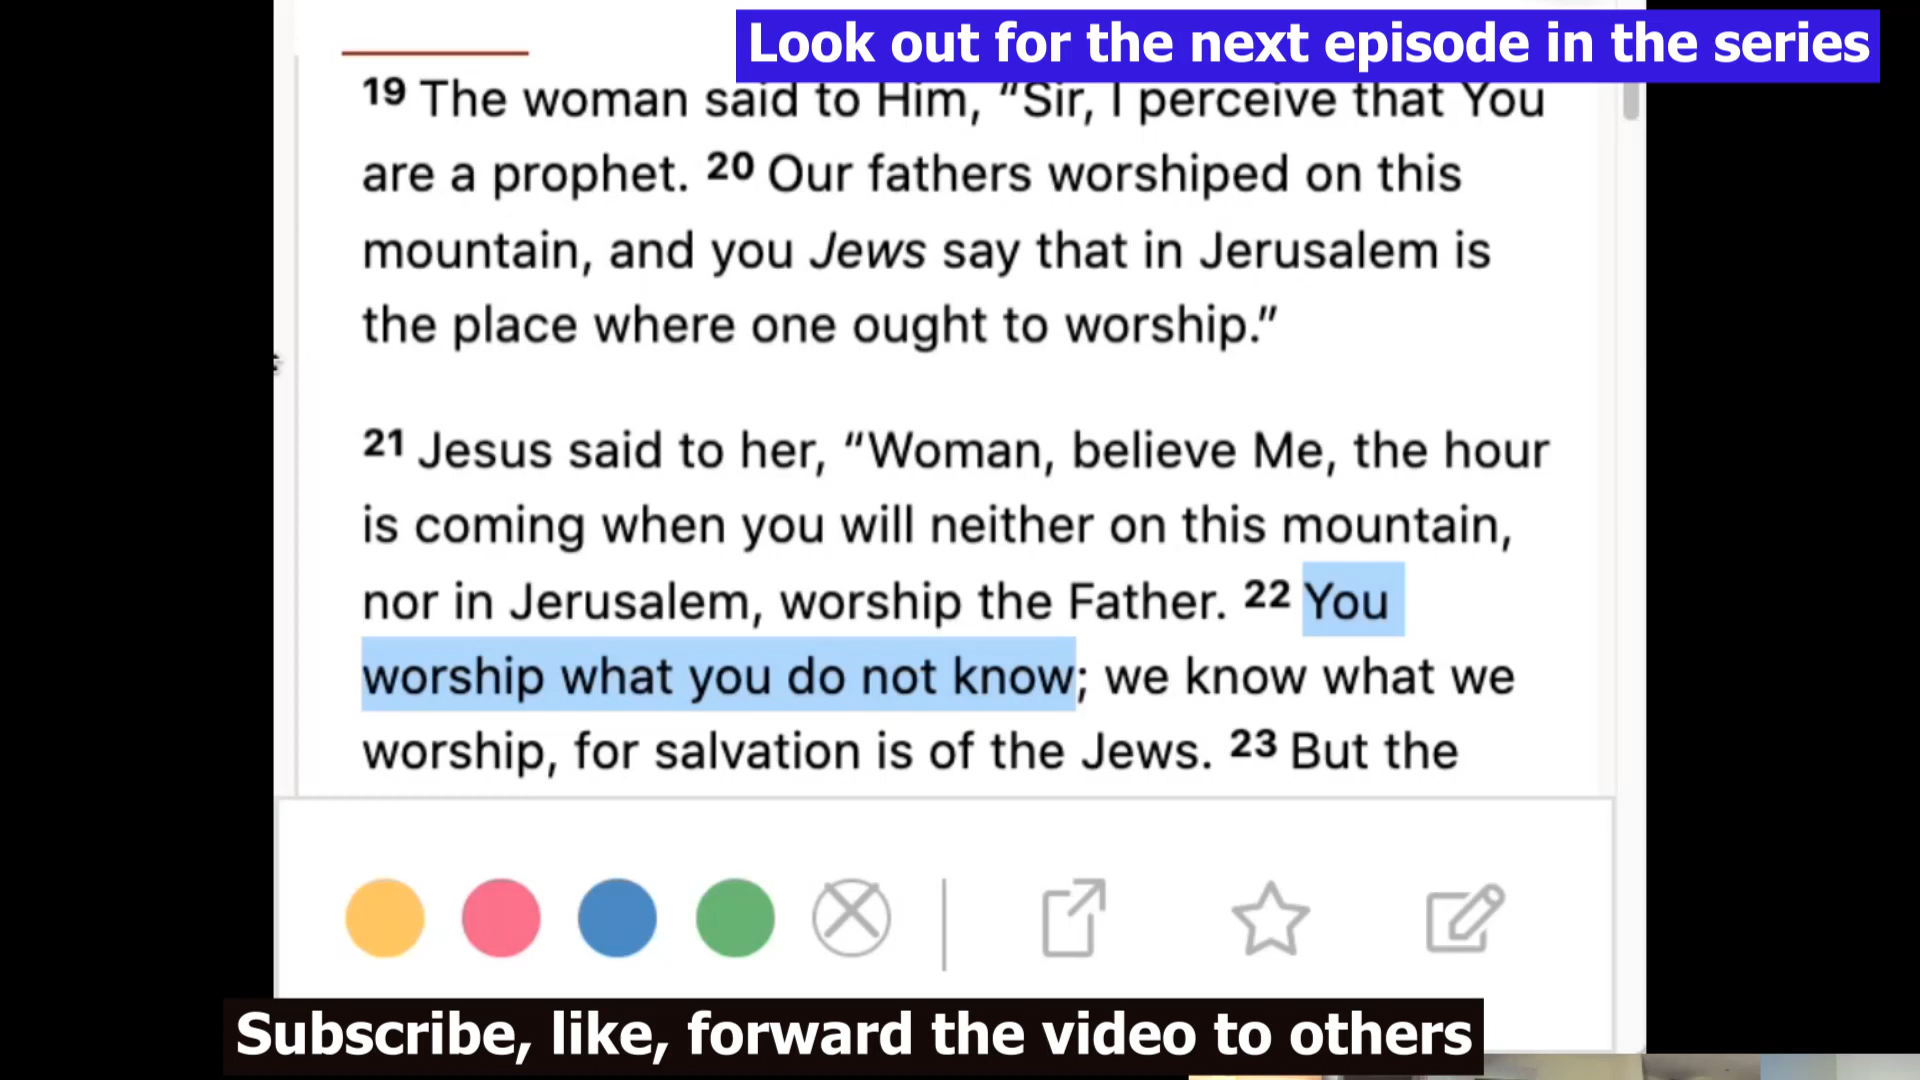 Look out for the next episode in the series
19 The woman said to Him, “Sir, I perceive that You
are a prophet. 20 Our fathers worshiped on this
mountain, and you Jews say that in Jerusalem is
the place where one ought to worship.”
21 Jesus said to her, “Woman, believe Me, the hour
is coming when you will neither on this mountain,
nor in Jerusalem, worship the Father. 22 You
worship what you do not know; we know what we
worship, for salvation is of the Jews. 23 But the
Subscribe, like, forward the video to others